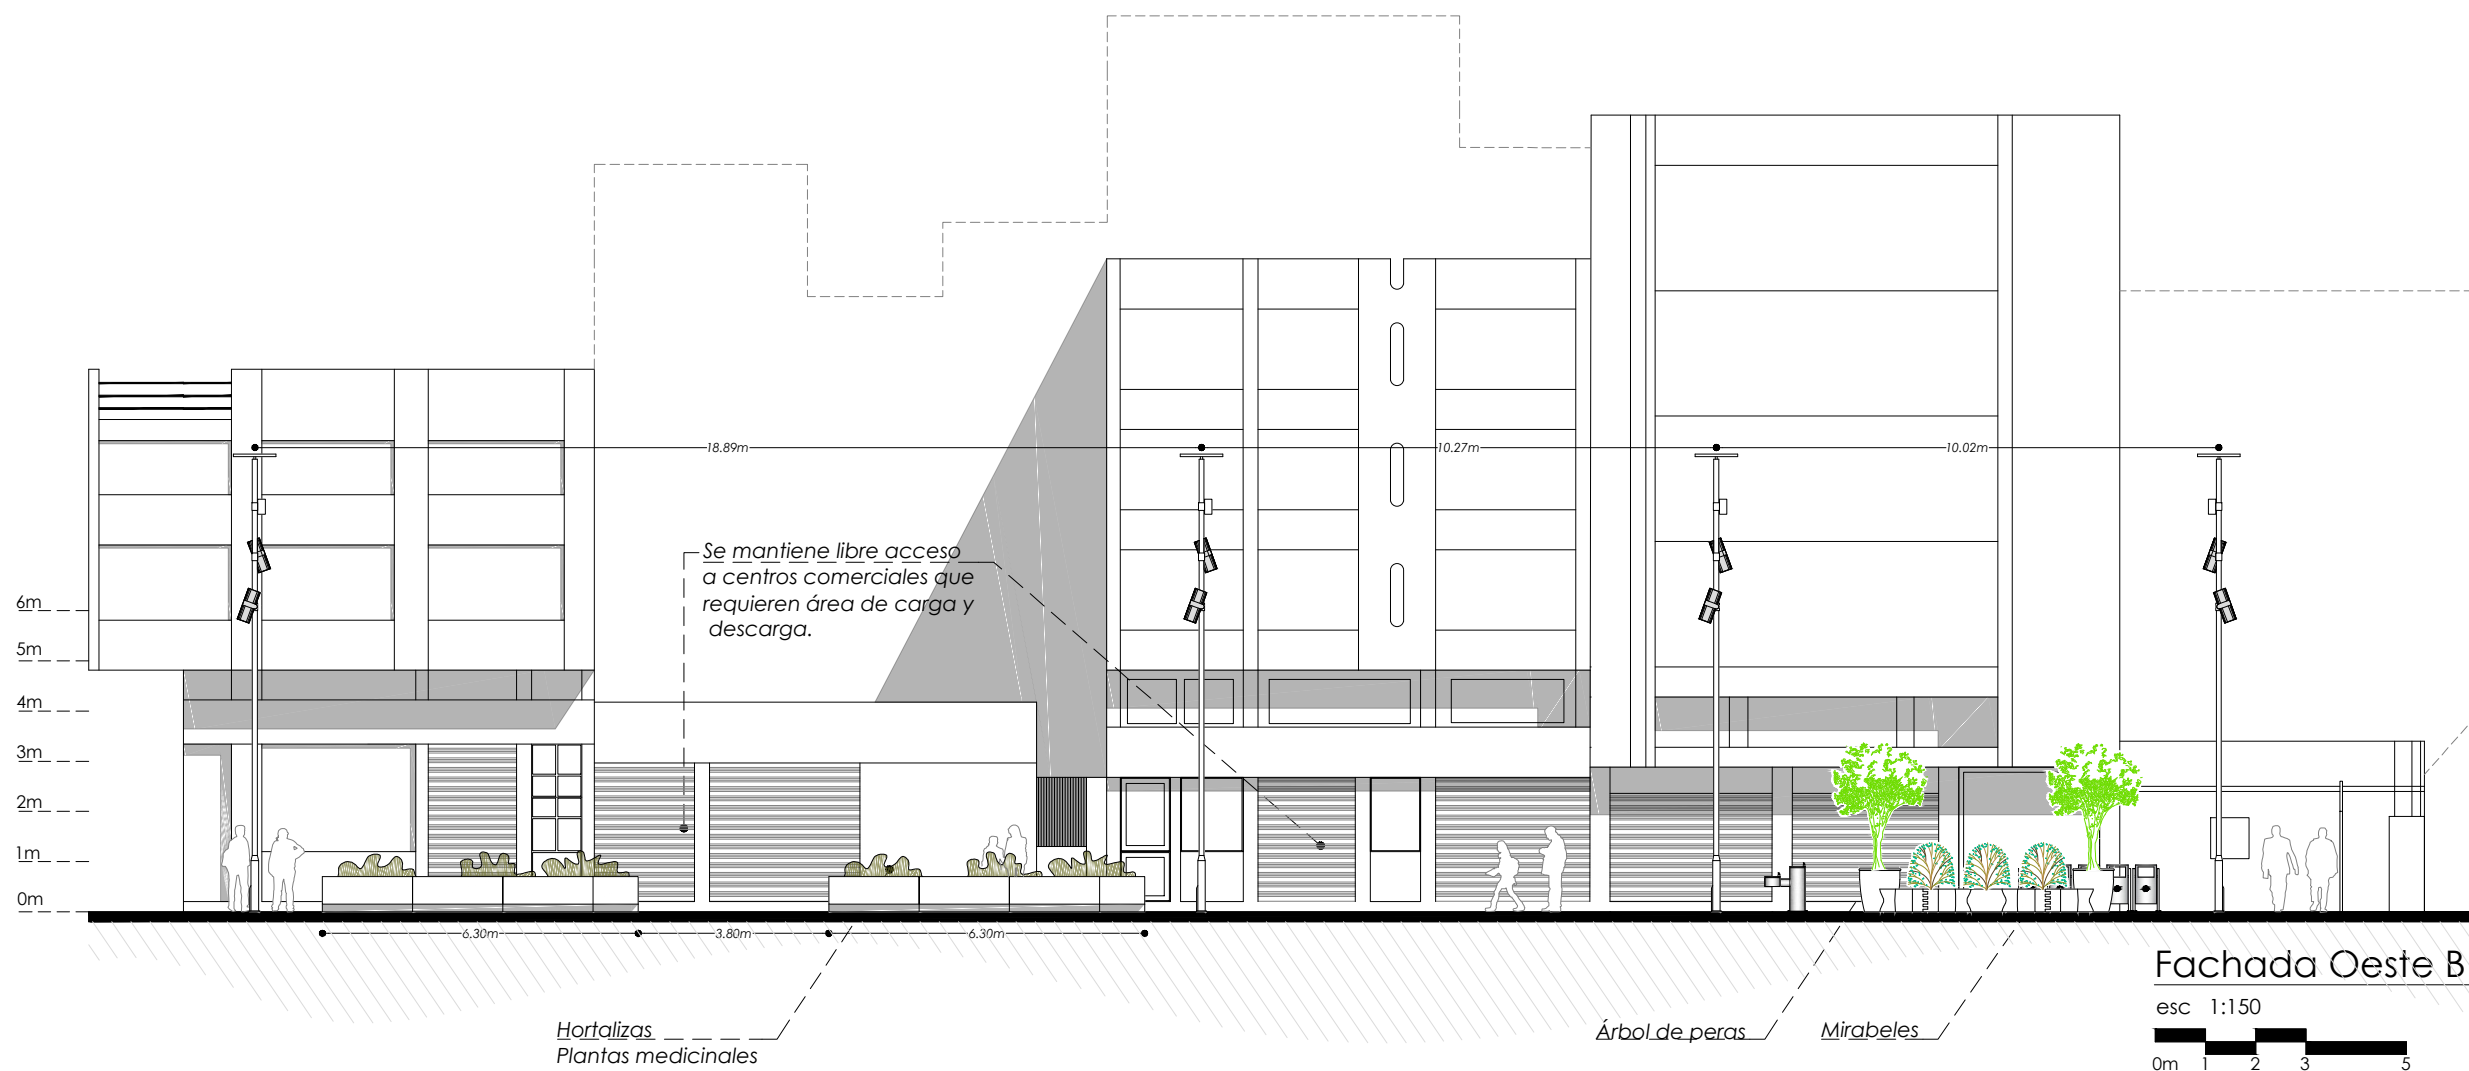 18.89m
10.27m
10.02m
Se mantiene libre acceso
a centros comerciales que
requieren área de carga y
descarga.
6m
5m
4m
3m
2m
1m
0m
6.30m
3.80m
6.30m
Fachada Oeste B
esc 1:150
Hortalizas
Plantas medicinales
Árbol de peras
Mirabeles
0m 1 2 3 5